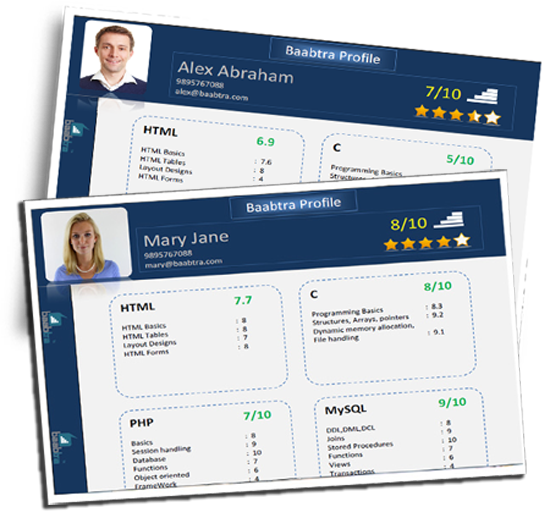 Baabtra Profile
Alex Abraham
9895767088
alex@baabtra.com
7/10
baabtra
HTML 6.9
HTML Basics
HTML Tables : 7.6
Layout Designs : 8
HTML Forms : 4
C 5/10
Programming Basics
Baabtra Profile
Mary Jane
9895767088
mary@baabtra.com
8/10
baabtra
HTML 7.7
HTML Basics : 8
HTML Tables : 8
Layout Designs : 7
HTML Forms : 8
C 8/10
Programming Basics : 8.3
Structures, Arrays, pointers : 9.2
Dynamic memory allocation,
File handling : 9.1
PHP 7/10
Basics : 8
Session handling : 9
Database : 10
Functions : 7
Object oriented : 6
FrameWork : 4
MySQL 9/10
DDL,DML,DCL : 8
Joins : 9
Stored Procedures : 10
Functions : 7
Views : 6
Transactions : 4
baabtra